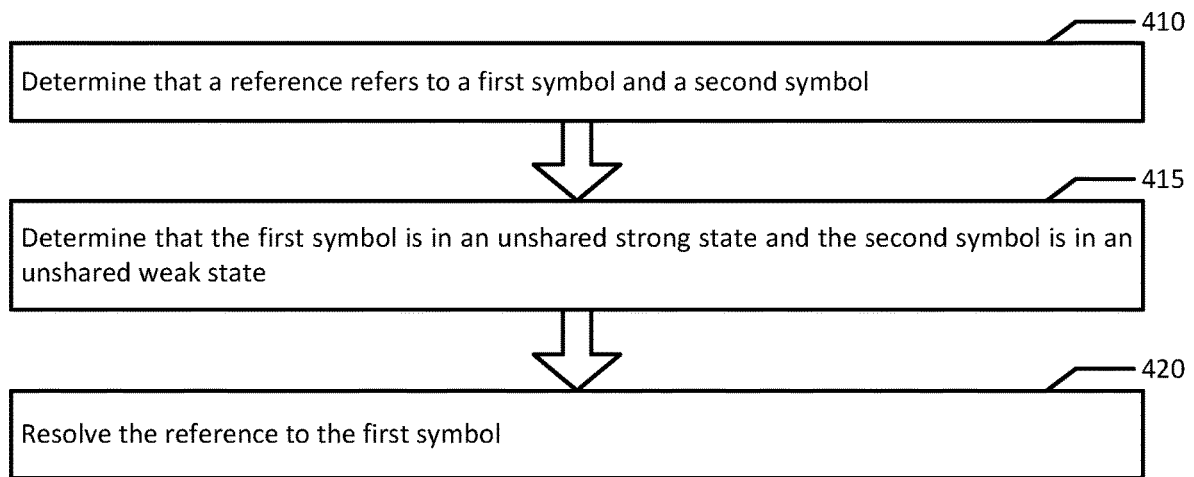 410
Determine that a reference refers to a first symbol and a second symbol
415
Determine that the first symbol is in an unshared strong state and the second symbol is in an
unshared weak state
420
Resolve the reference to the first symbol